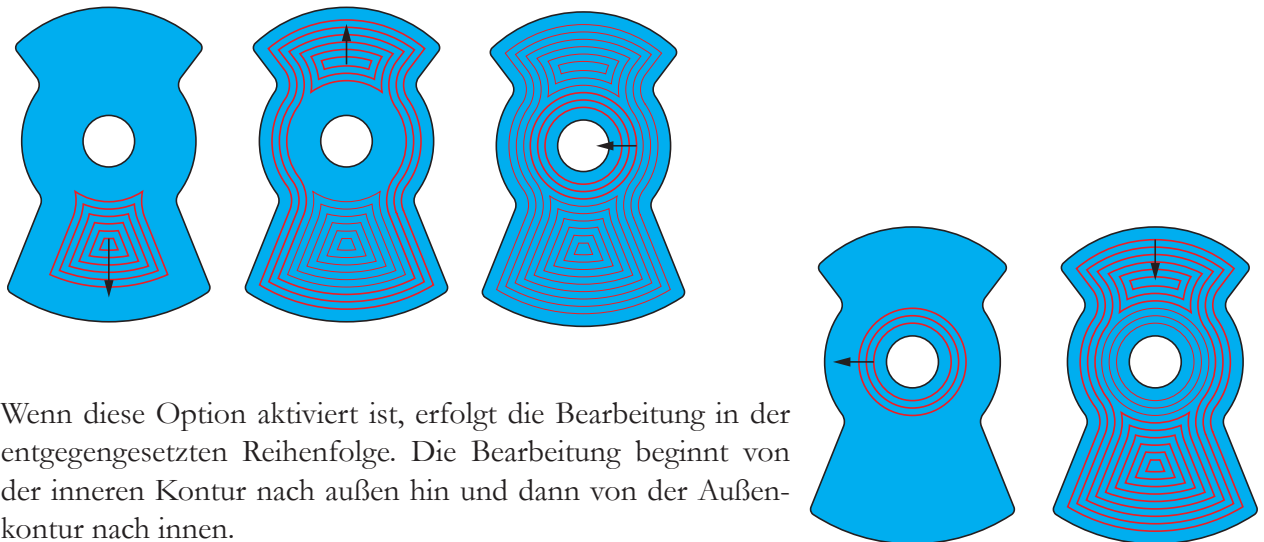 Wenn diese Option aktiviert ist, erfolgt die Bearbeitung in der
entgegengesetzten Reihenfolge. Die Bearbeitung beginnt von
der inneren Kontur nach außen hin und dann von der Außen-
kontur nach innen.